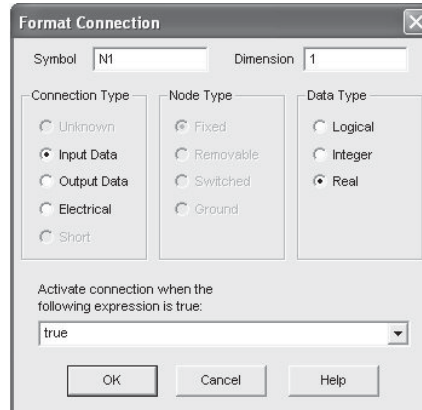 Format Connection
Symbol N1 Dimension 1
Connection Type Node Type Data Type
Unknown Fixed Logical
Input Data Removable Integer
Output Data Switched Real
Electrical Ground
Short
Activate connection when the
following expression is true:
true
OK Cancel Help